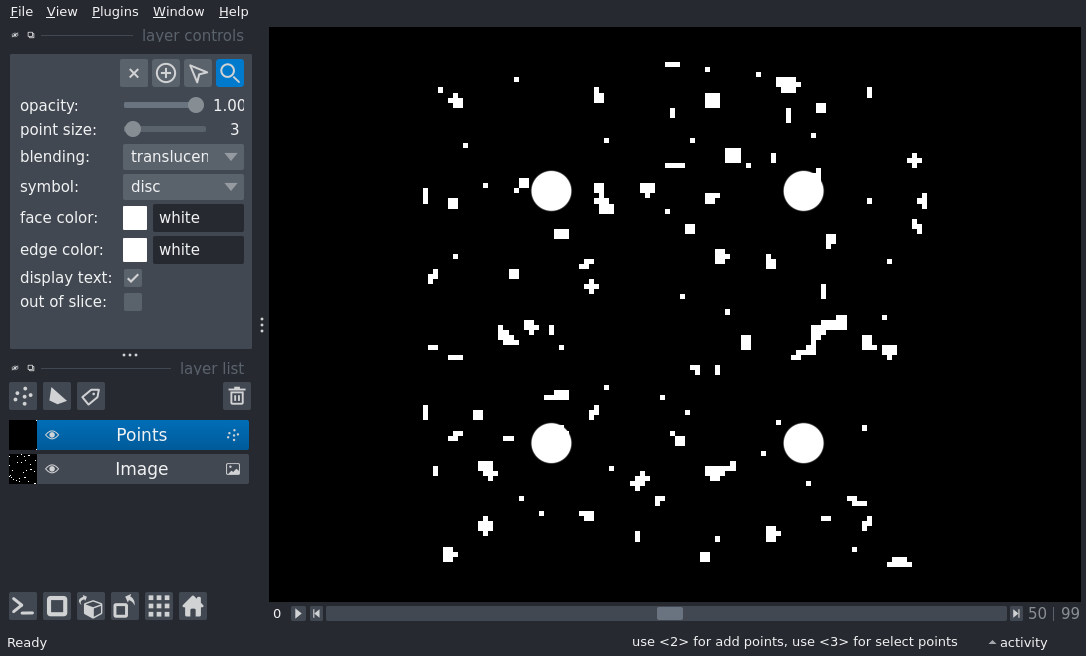 File View Plugins Window Help
layer controls
opacity: 1.00
point size: 3
blending: translucen
symbol: disc
face color: white
edge color: white
display text:
out of slice:
layer list
Points
Image
0 50 | 99
Ready use <2> for add points, use <3> for select points activity